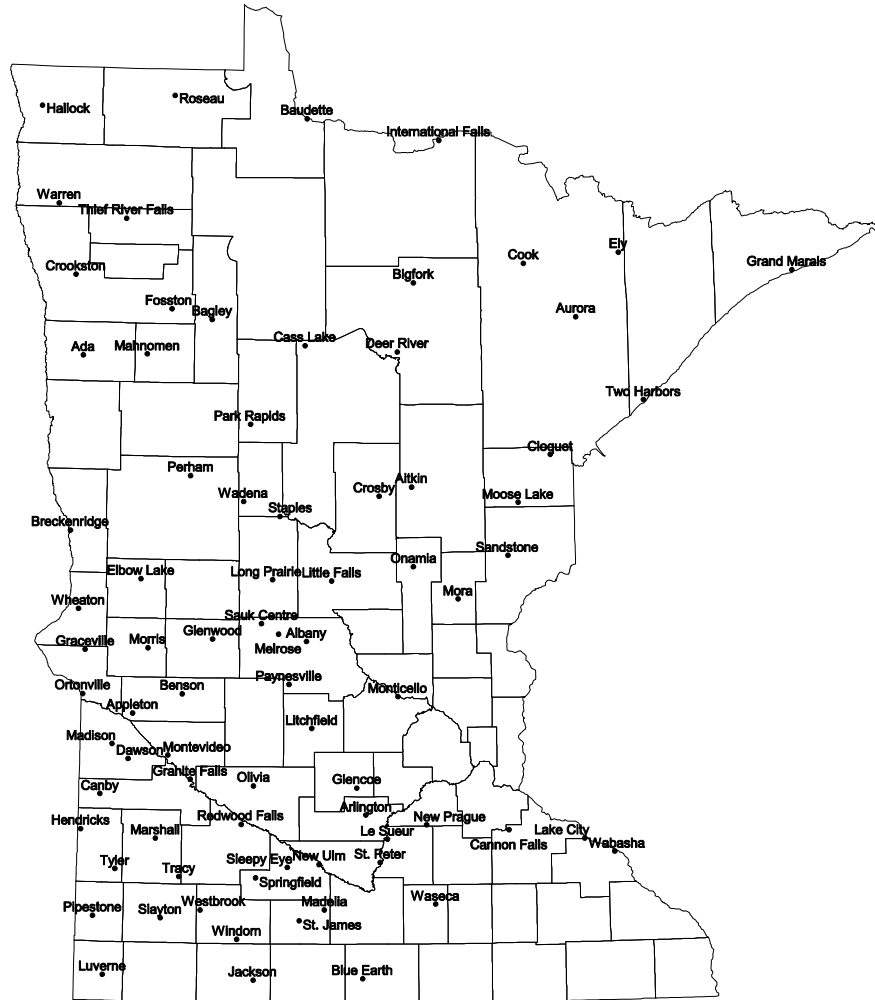 Roseau
Hallock
Baudette
International Falls
Warren
Thief River Falls
Ely
Cook
Grand Marais
Crookston
Bigfork
Fosston
Bagley
Aurora
Cass Lake
Deer River
Ada
Mahnomen
Two Harbors
Park Rapids
Cloquet
Perham
Aitkin
Crosby
Wadena
Moose Lake
Staples
Breckenridge
Sandstone
Onamia
Elbow Lake
Long Prairie
Little Falls
Mora
Wheaton
Sauk Centre
Glenwood
Albany
Graceville
Morris
Melrose
Paynesville
Ortonville
Benson
Monticello
Appleton
Litchfield
Madison
Dawson
Montevideo
Granite Falls
Olivia
Glencoe
Canby
Arlington
Hendricks
Redwood Falls
New Prague
Marshall
Le Sueur
Lake City
Cannon Falls
Wabasha
Tyler
Tracy
Sleepy Eye
New Ulm
St. Peter
Springfield
Waseca
Pipestone
Slayton
Westbrook
Madelia
St. James
Windom
Luverne
Jackson
Blue Earth